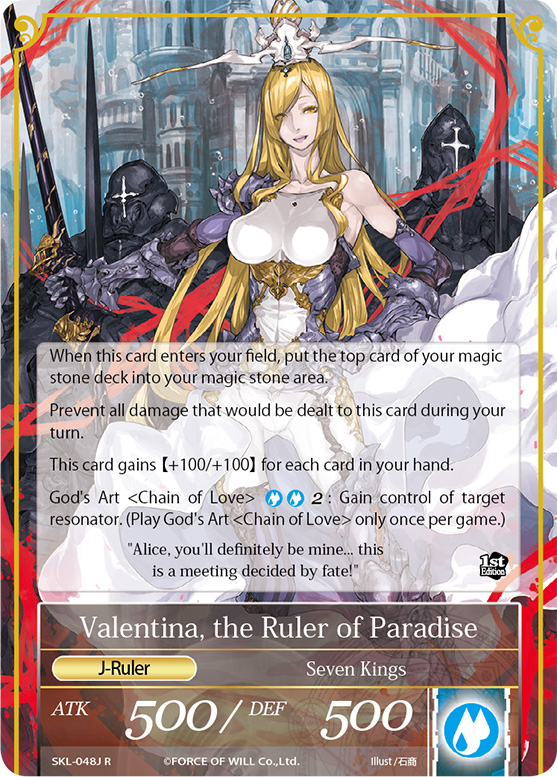 When this card enters your field, put the top card of your magic
stone deck into your magic stone area.
Prevent all damage that would be dealt to this card during your
turn.
This card gains 【+100/+100】 for each card in your hand.
God's Art <Chain of Love> 2 : Gain control of target
resonator. (Play God's Art <Chain of Love> only once per game.)
"Alice, you'll definitely be mine... this
is a meeting decided by fate!"
1st
Edition
Valentina, the Ruler of Paradise
J-Ruler Seven Kings
ATK 500 / DEF 500
SKL-048J R ©FORCE OF WILL Co.,Ltd. Illust/石商